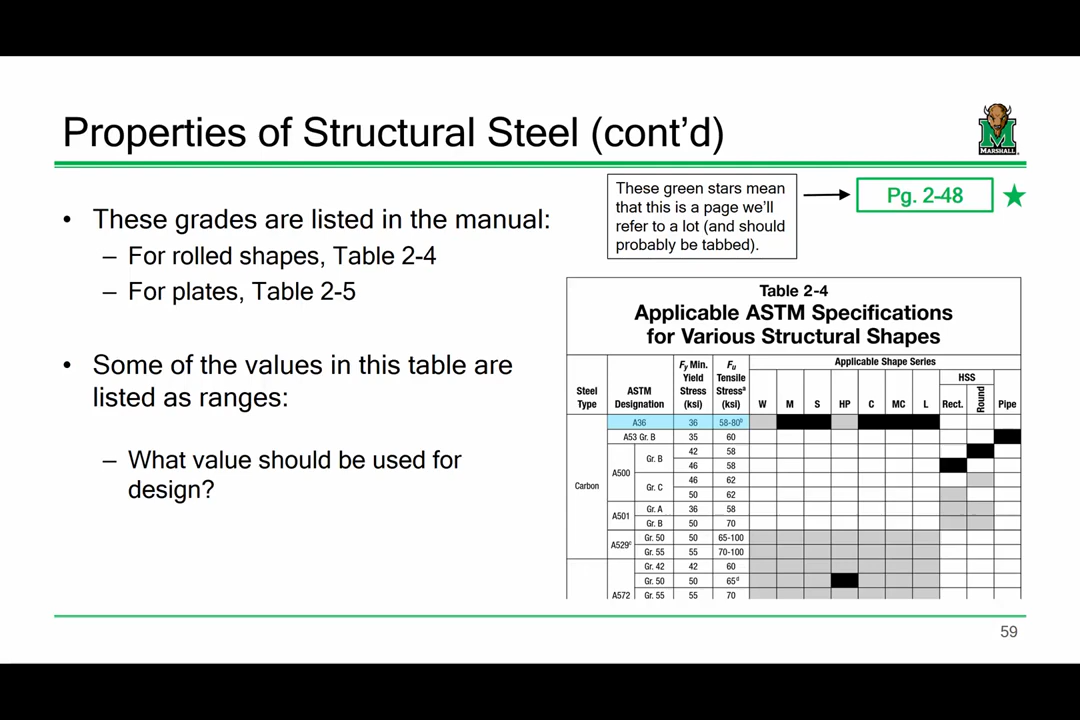 Properties of Structural Steel (cont’d)
MARSHALL
These green stars mean
that this is a page we’ll
refer to a lot (and should
probably be tabbed).
Pg. 2-48
• These grades are listed in the manual:
– For rolled shapes, Table 2-4
– For plates, Table 2-5
• Some of the values in this table are
listed as ranges:
– What value should be used for
design?
Table 2-4
Applicable ASTM Specifications
for Various Structural Shapes
Steel
Type
ASTM
Designation
Fy Min.
Yield
Stress
(ksi)
Fu
Tensile
Stressᵃ
(ksi)
Applicable Shape Series
W M S HP C MC L
HSS
Rect. Round
Pipe
Carbon
A36 36 58-80ᵇ
A53 Gr. B 35 60
A500 Gr. B 42 58
46 58
Gr. C 46 62
50 62
A501 Gr. A 36 58
Gr. B 50 70
A529ᶜ Gr. 50 50 65-100
Gr. 55 55 70-100
A572 Gr. 42 42 60
Gr. 50 50 65ᵈ
Gr. 55 55 70
59